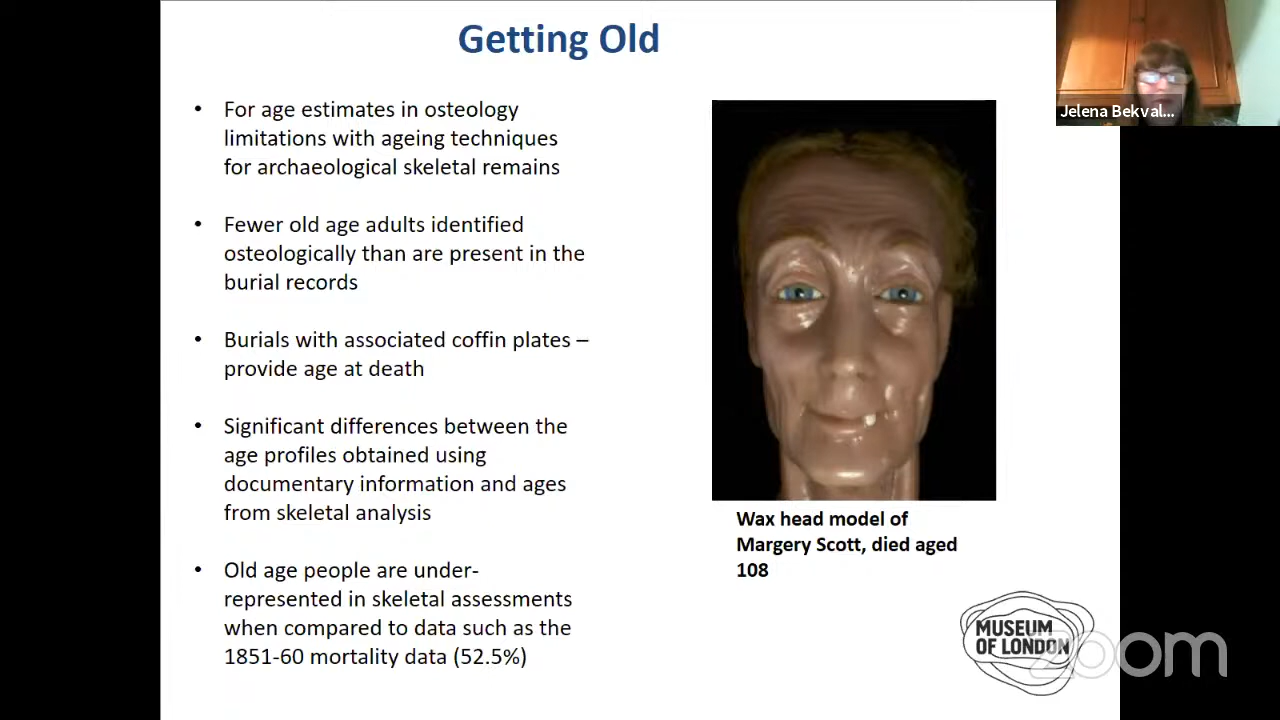 Getting Old
• For age estimates in osteology
limitations with ageing techniques
for archaeological skeletal remains
• Fewer old age adults identified
osteologically than are present in the
burial records
• Burials with associated coffin plates –
provide age at death
• Significant differences between the
age profiles obtained using
documentary information and ages
from skeletal analysis
• Old age people are under-
represented in skeletal assessments
when compared to data such as the
1851-60 mortality data (52.5%)
Wax head model of
Margery Scott, died aged
108
Jelena Bekval...
MUSEUM
OF LONDON
zoom